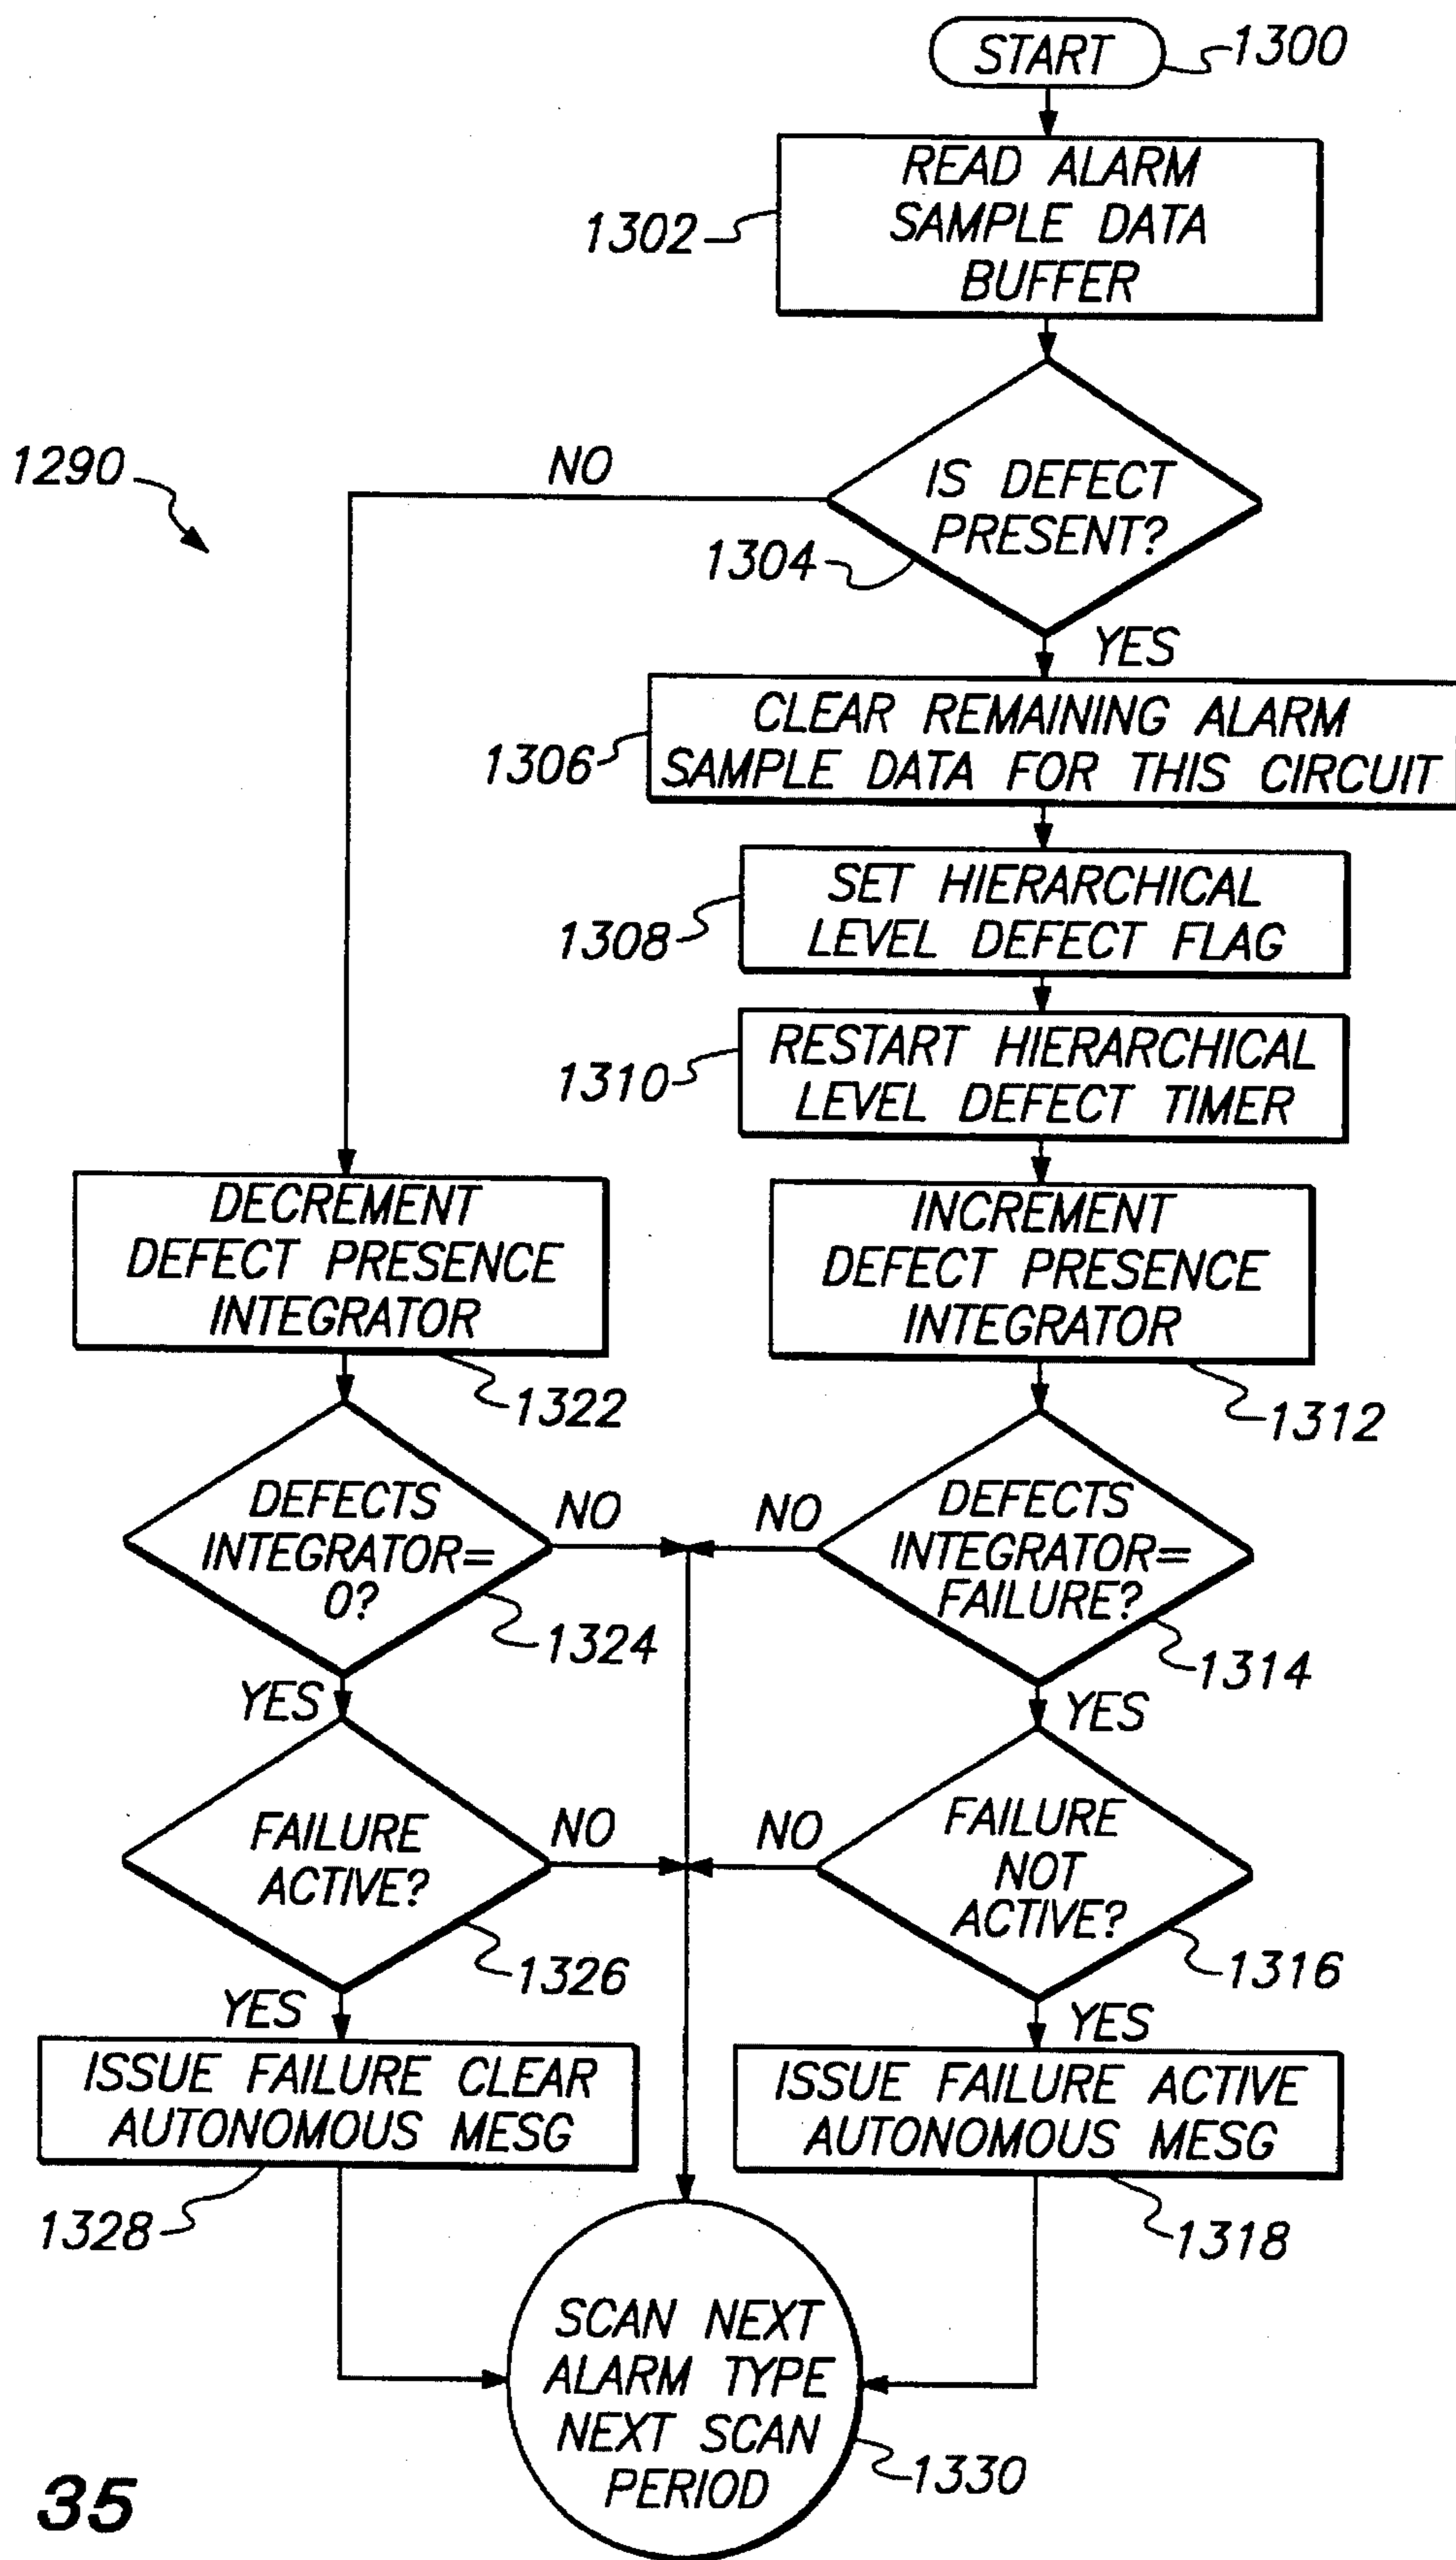 START
1300
READ ALARM
SAMPLE DATA
BUFFER
1302
1290
NO
IS DEFECT
PRESENT?
1304
YES
CLEAR REMAINING ALARM
SAMPLE DATA FOR THIS CIRCUIT
1306
SET HIERARCHICAL
LEVEL DEFECT FLAG
1308
RESTART HIERARCHICAL
LEVEL DEFECT TIMER
1310
DECREMENT
DEFECT PRESENCE
INTEGRATOR
1322
INCREMENT
DEFECT PRESENCE
INTEGRATOR
1312
DEFECTS
INTEGRATOR=
0?
NO
1324
YES
NO
DEFECTS
INTEGRATOR=
FAILURE?
1314
YES
FAILURE
ACTIVE?
NO
1326
YES
NO
FAILURE
NOT
ACTIVE?
1316
YES
ISSUE FAILURE CLEAR
AUTONOMOUS MESG
1328
ISSUE FAILURE ACTIVE
AUTONOMOUS MESG
1318
SCAN NEXT
ALARM TYPE
NEXT SCAN
PERIOD
1330
35